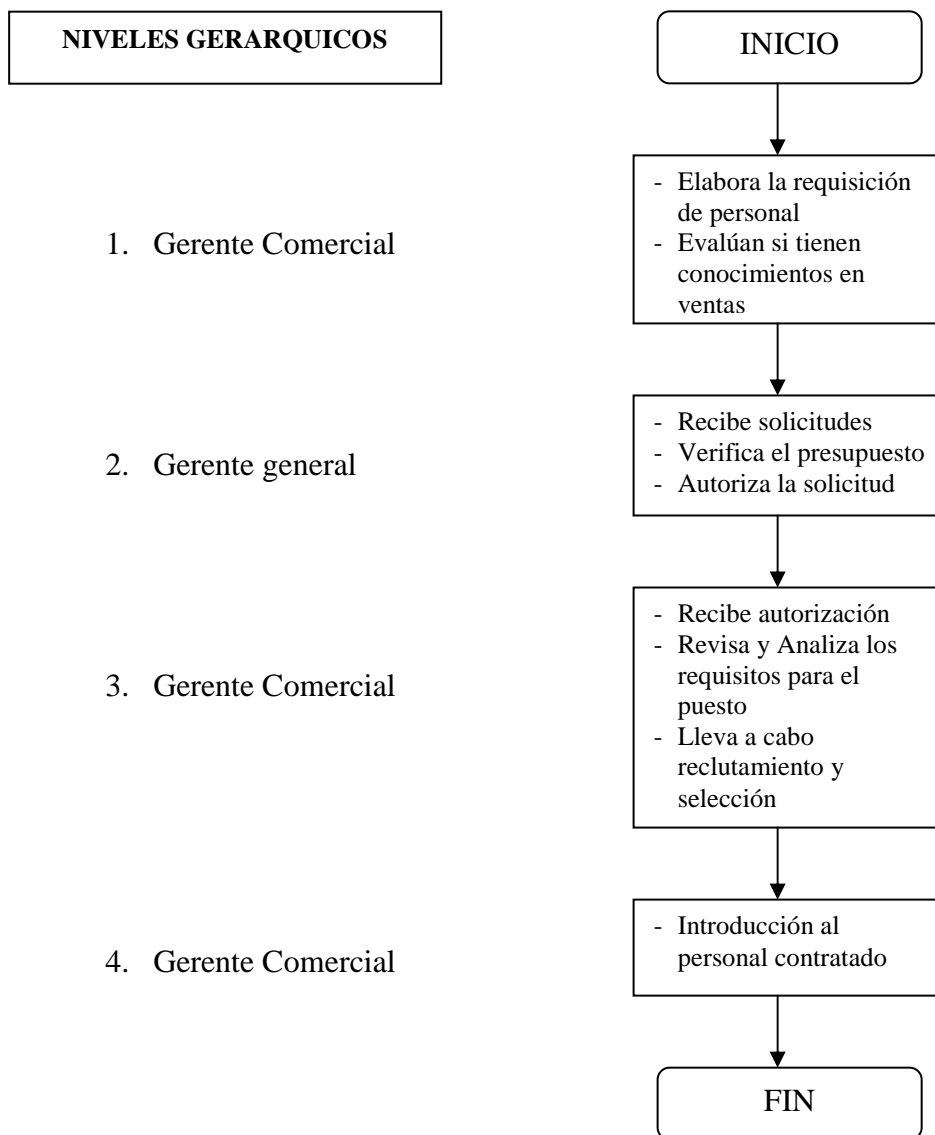 NIVELES GERARQUICOS
INICIO
1. Gerente Comercial
- Elabora la requisición
de personal
- Evalúan si tienen
conocimientos en
ventas
2. Gerente general
- Recibe solicitudes
- Verifica el presupuesto
- Autoriza la solicitud
3. Gerente Comercial
- Recibe autorización
- Revisa y Analiza los
requisitos para el
puesto
- Lleva a cabo
reclutamiento y
selección
4. Gerente Comercial
- Introducción al
personal contratado
FIN